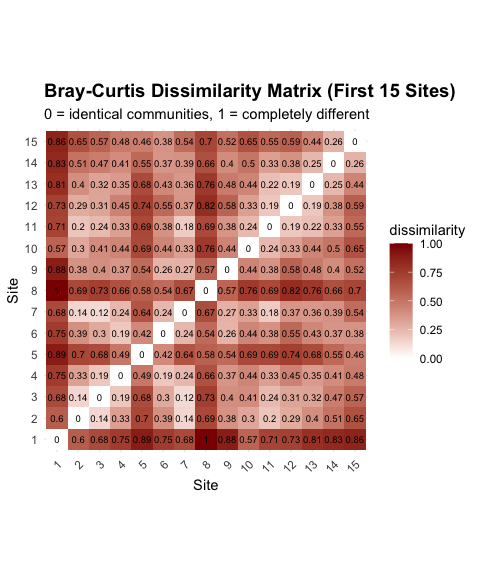 Bray-Curtis Dissimilarity Matrix (First 15 Sites)
0 = identical communities, 1 = completely different
15 0.86 0.65 0.57 0.48 0.46 0.38 0.54 0.7 0.52 0.65 0.55 0.59 0.44 0.26 0
14 0.83 0.51 0.47 0.41 0.55 0.37 0.39 0.66 0.4 0.5 0.33 0.38 0.25 0 0.26
13 0.81 0.4 0.32 0.35 0.68 0.43 0.36 0.76 0.48 0.44 0.22 0.19 0 0.25 0.44
12 0.73 0.29 0.31 0.45 0.74 0.55 0.37 0.82 0.58 0.33 0.19 0 0.19 0.38 0.59
11 0.71 0.2 0.24 0.33 0.69 0.38 0.18 0.69 0.38 0.24 0 0.19 0.22 0.33 0.55
10 0.57 0.3 0.41 0.44 0.69 0.44 0.33 0.76 0.44 0 0.24 0.33 0.44 0.5 0.65
9 0.88 0.38 0.4 0.37 0.54 0.26 0.27 0.57 0 0.44 0.38 0.58 0.48 0.4 0.52
8 1 0.69 0.73 0.66 0.58 0.54 0.67 0 0.57 0.76 0.69 0.82 0.76 0.66 0.7
7 0.68 0.14 0.12 0.24 0.64 0.24 0 0.67 0.27 0.33 0.18 0.37 0.36 0.39 0.54
6 0.75 0.39 0.3 0.19 0.42 0 0.24 0.54 0.26 0.44 0.38 0.55 0.43 0.37 0.38
5 0.89 0.7 0.68 0.49 0 0.42 0.64 0.58 0.54 0.69 0.69 0.74 0.68 0.55 0.46
4 0.75 0.33 0.19 0 0.49 0.19 0.24 0.66 0.37 0.44 0.33 0.45 0.35 0.41 0.48
3 0.68 0.14 0 0.19 0.68 0.3 0.12 0.73 0.4 0.41 0.24 0.31 0.32 0.47 0.57
2 0.6 0 0.14 0.33 0.7 0.39 0.14 0.69 0.38 0.3 0.2 0.29 0.4 0.51 0.65
1 0 0.6 0.68 0.75 0.89 0.75 0.68 1 0.88 0.57 0.71 0.73 0.81 0.83 0.86
1 2 3 4 5 6 7 8 9 10 11 12 13 14 15
Site
Site
dissimilarity
1.00
0.75
0.50
0.25
0.00